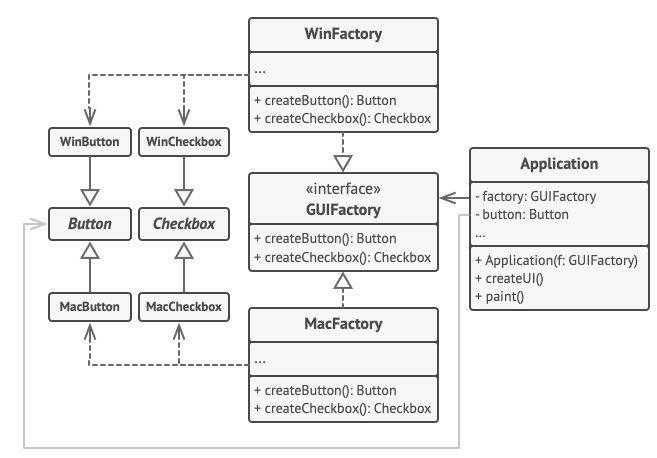 WinFactory
...
+ createButton(): Button
+ createCheckbox(): Checkbox
WinButton
WinCheckbox
Button
Checkbox
MacButton
MacCheckbox
«interface»
GUIFactory
+ createButton(): Button
+ createCheckbox(): Checkbox
Application
- factory: GUIFactory
- button: Button
...
+ Application(f: GUIFactory)
+ createUI()
+ paint()
MacFactory
...
+ createButton(): Button
+ createCheckbox(): Checkbox